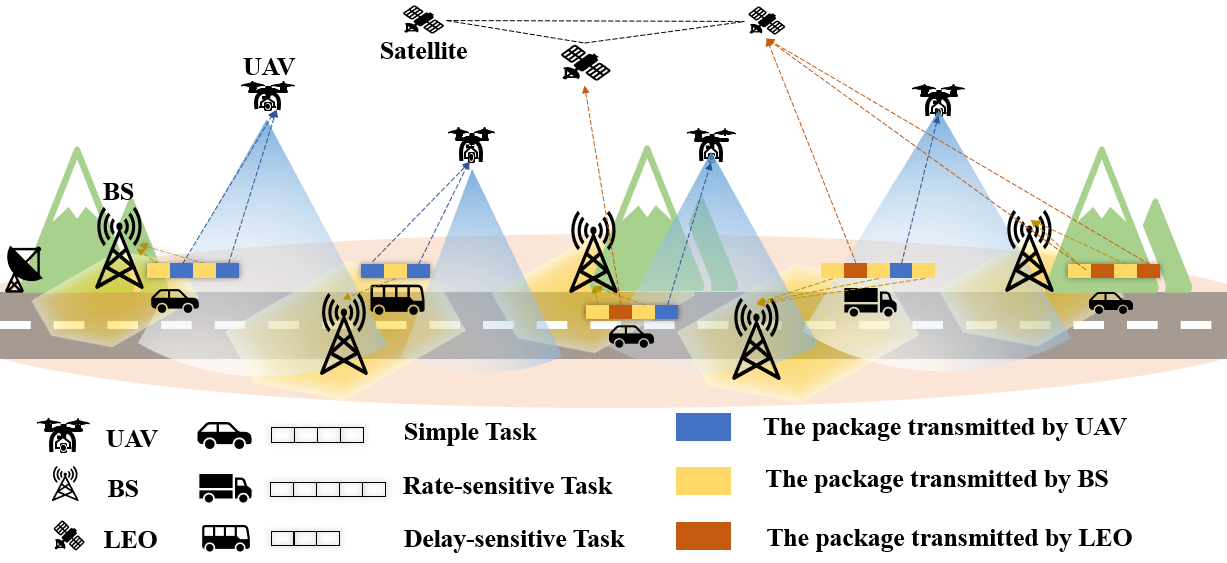 Satellite
UAV
BS
UAV
Simple Task
The package transmitted by UAV
BS
Rate-sensitive Task
The package transmitted by BS
LEO
Delay-sensitive Task
The package transmitted by LEO